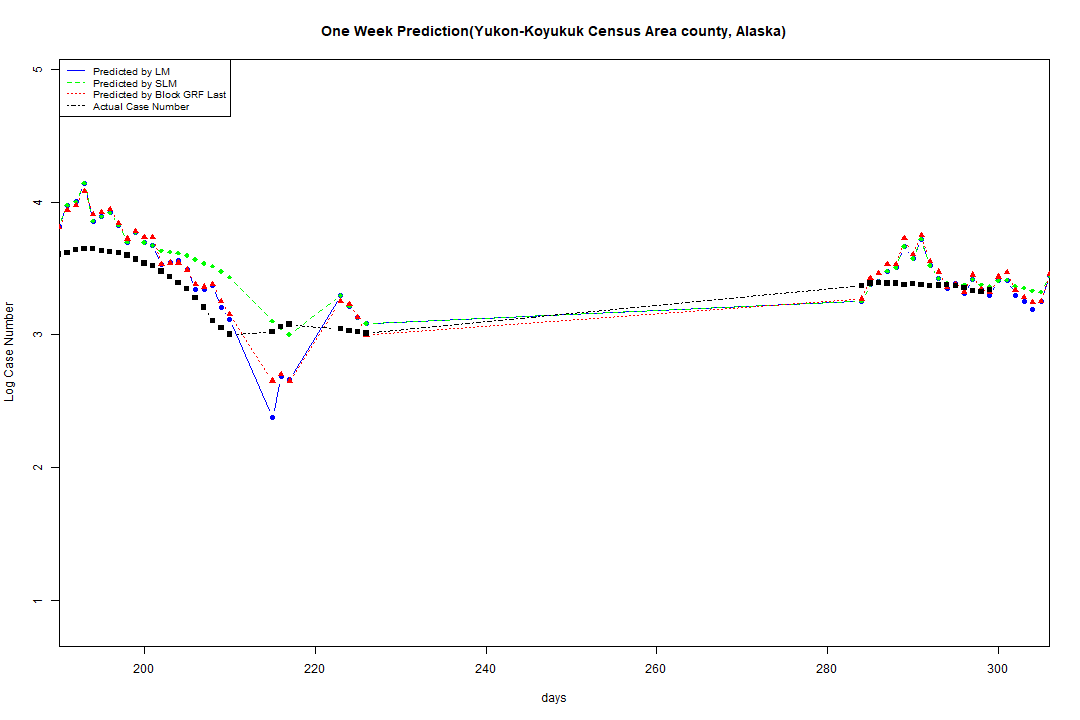 One Week Prediction(Yukon-Koyukuk Census Area county, Alaska)
Predicted by LM
Predicted by SLM
Predicted by Block GRF Last
Actual Case Number
5
4
3
2
1
Log Case Number
200 220 240 260 280 300
days